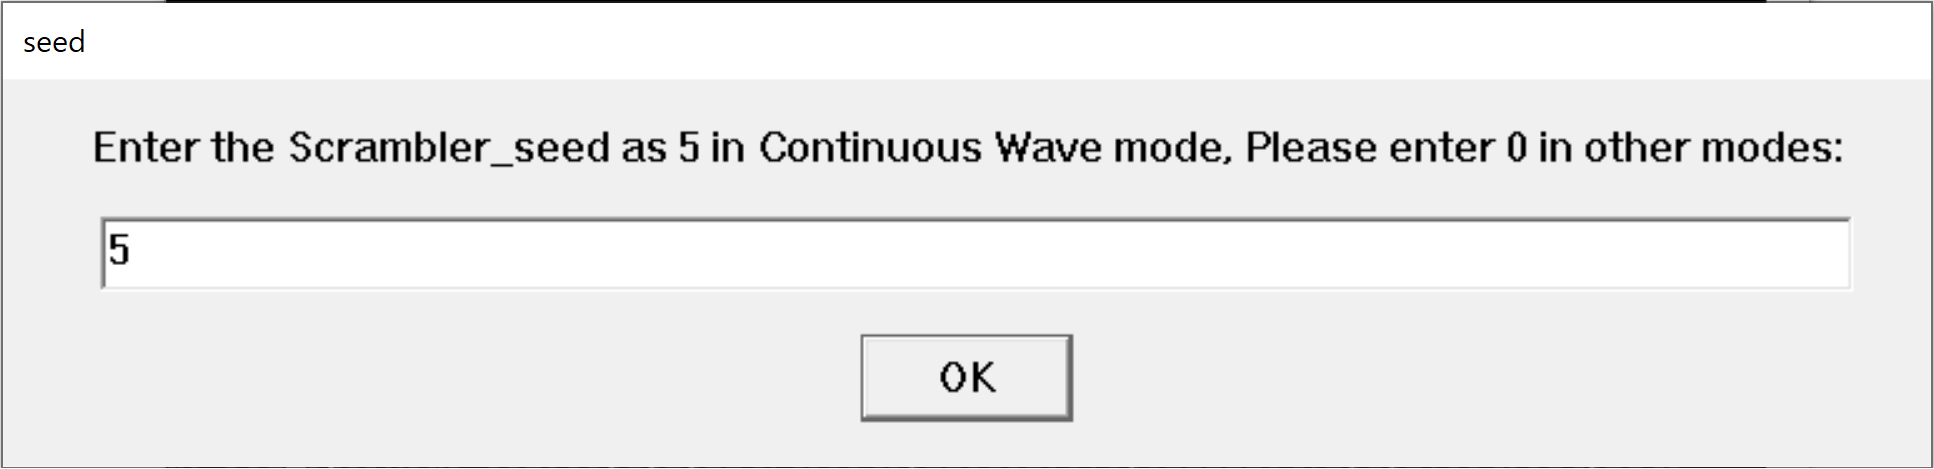 seed
Enter the Scrambler_seed as 5 in Continuous Wave mode, Please enter 0 in other modes:
5
OK